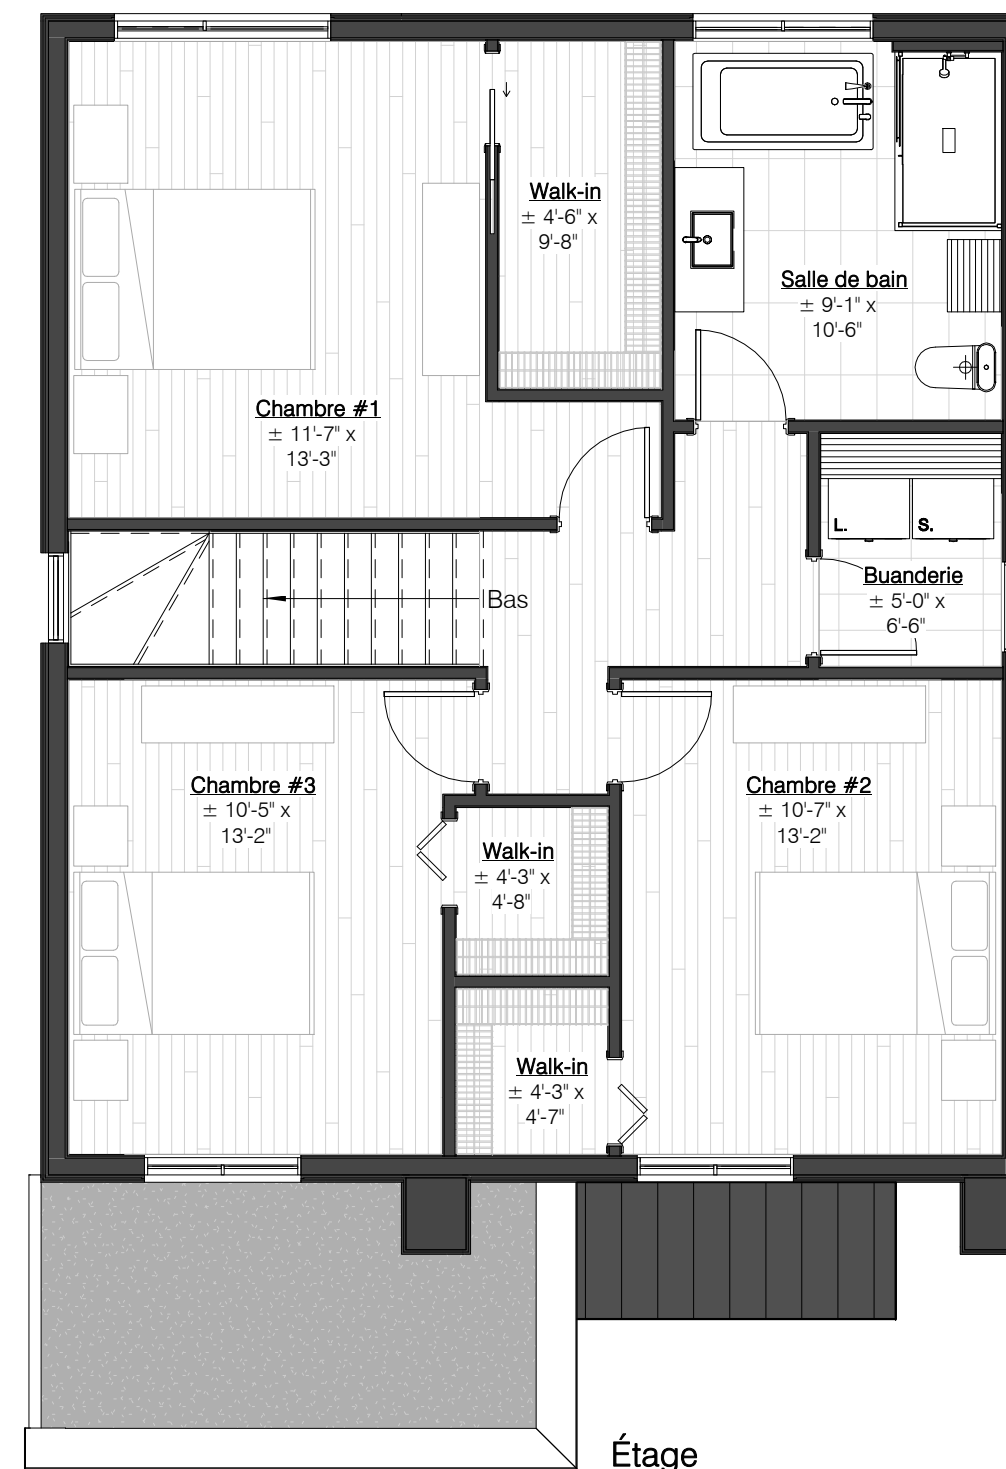 Walk-in
± 4'-6" x
9'-8"
Salle de bain
± 9'-1" x
10'-6"
Chambre #1
± 11'-7" x
13'-3"
L. S.
Buanderie
± 5'-0" x
6'-6"
Bas
Chambre #3
± 10'-5" x
13'-2"
Chambre #2
± 10'-7" x
13'-2"
Walk-in
± 4'-3" x
4'-8"
Walk-in
± 4'-3" x
4'-7"
Étage